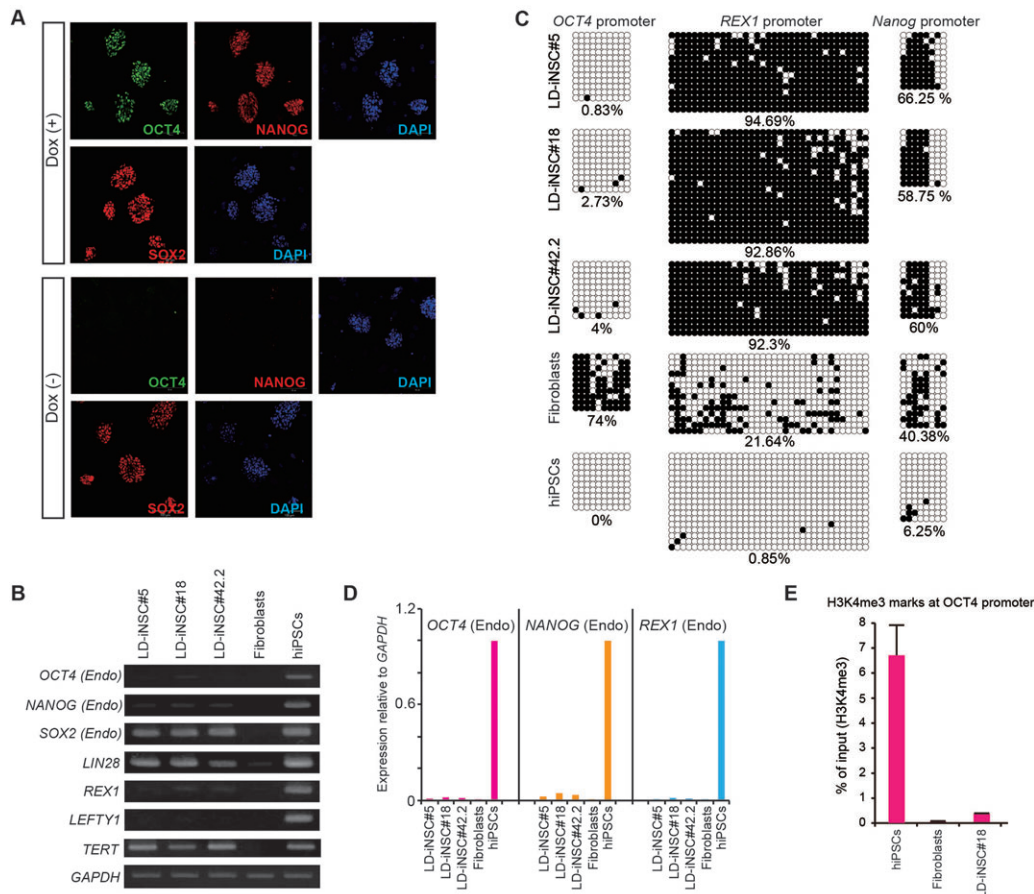 A
Dox (+)
OCT4
NANOG
DAPI
SOX2
DAPI
Dox (-)
OCT4
NANOG
DAPI
SOX2
DAPI
B
LD-iNSC#5
LD-iNSC#18
LD-iNSC#42.2
Fibroblasts
hiPSCs
OCT4 (Endo)
NANOG (Endo)
SOX2 (Endo)
LIN28
REX1
LEFTY1
TERT
GAPDH
C
OCT4 promoter
REX1 promoter
Nanog promoter
LD-iNSC#5
0.83%
94.69%
66.25 %
LD-iNSC#18
2.73%
92.86%
58.75 %
LD-iNSC#42.2
4%
92.3%
60%
Fibroblasts
74%
21.64%
40.38%
hiPSCs
0%
0.85%
6.25%
D
Expression relative to GAPDH
1.2
0.6
0
OCT4 (Endo)
NANOG (Endo)
REX1 (Endo)
LD-iNSC#5
LD-iNSC#18
LD-iNSC#42.2
Fibroblasts
hiPSCs
LD-iNSC#5
LD-iNSC#18
LD-iNSC#42.2
Fibroblasts
hiPSCs
LD-iNSC#5
LD-iNSC#18
LD-iNSC#42.2
Fibroblasts
hiPSCs
E
H3K4me3 marks at OCT4 promoter
% of input (H3K4me3)
8
7
6
5
4
3
2
1
0
hiPSCs
Fibroblasts
LD-iNSC#18